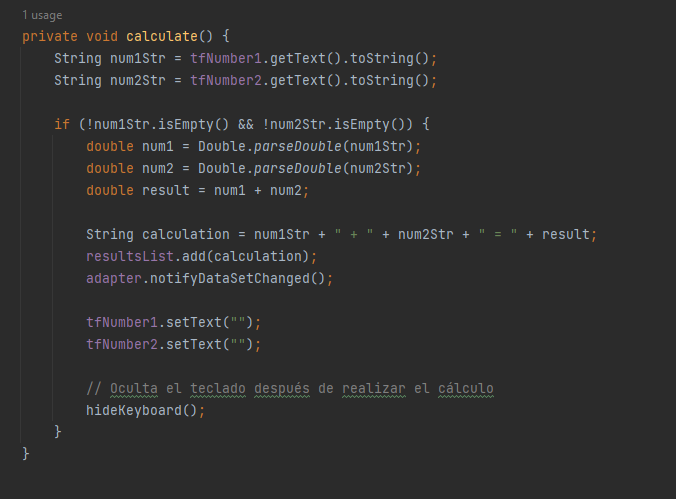 1 usage
private void calculate() {
    String num1Str = tfNumber1.getText().toString();
    String num2Str = tfNumber2.getText().toString();

    if (!num1Str.isEmpty() && !num2Str.isEmpty()) {
        double num1 = Double.parseDouble(num1Str);
        double num2 = Double.parseDouble(num2Str);
        double result = num1 + num2;

        String calculation = num1Str + " + " + num2Str + " = " + result;
        resultsList.add(calculation);
        adapter.notifyDataSetChanged();

        tfNumber1.setText("");
        tfNumber2.setText("");

        // Oculta el teclado después de realizar el cálculo
        hideKeyboard();
    }
}